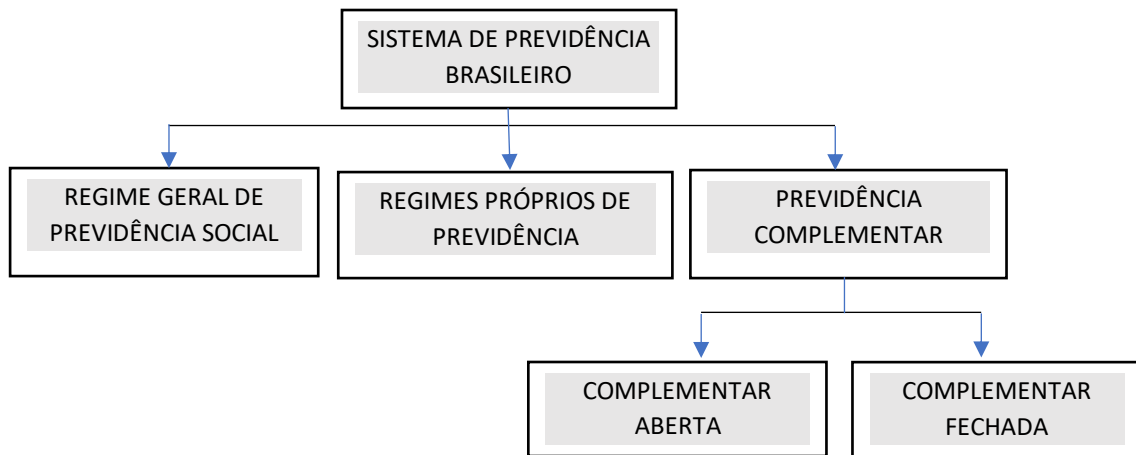 SISTEMA DE PREVIDÊNCIA
BRASILEIRO
REGIME GERAL DE
PREVIDÊNCIA SOCIAL
REGIMES PRÓPRIOS DE
PREVIDÊNCIA
PREVIDÊNCIA
COMPLEMENTAR
COMPLEMENTAR
ABERTA
COMPLEMENTAR
FECHADA